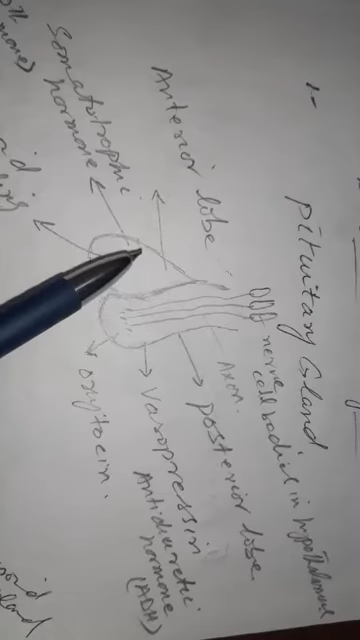 1-
Pituitary Gland
nerve
cell bodies in hypothalamus
Axon.
Anterior lobe
posterior lobe
Somatotrophic
hormone
Vasopressin
Antidiuretic
hormone
(ADH)
oxytocin.